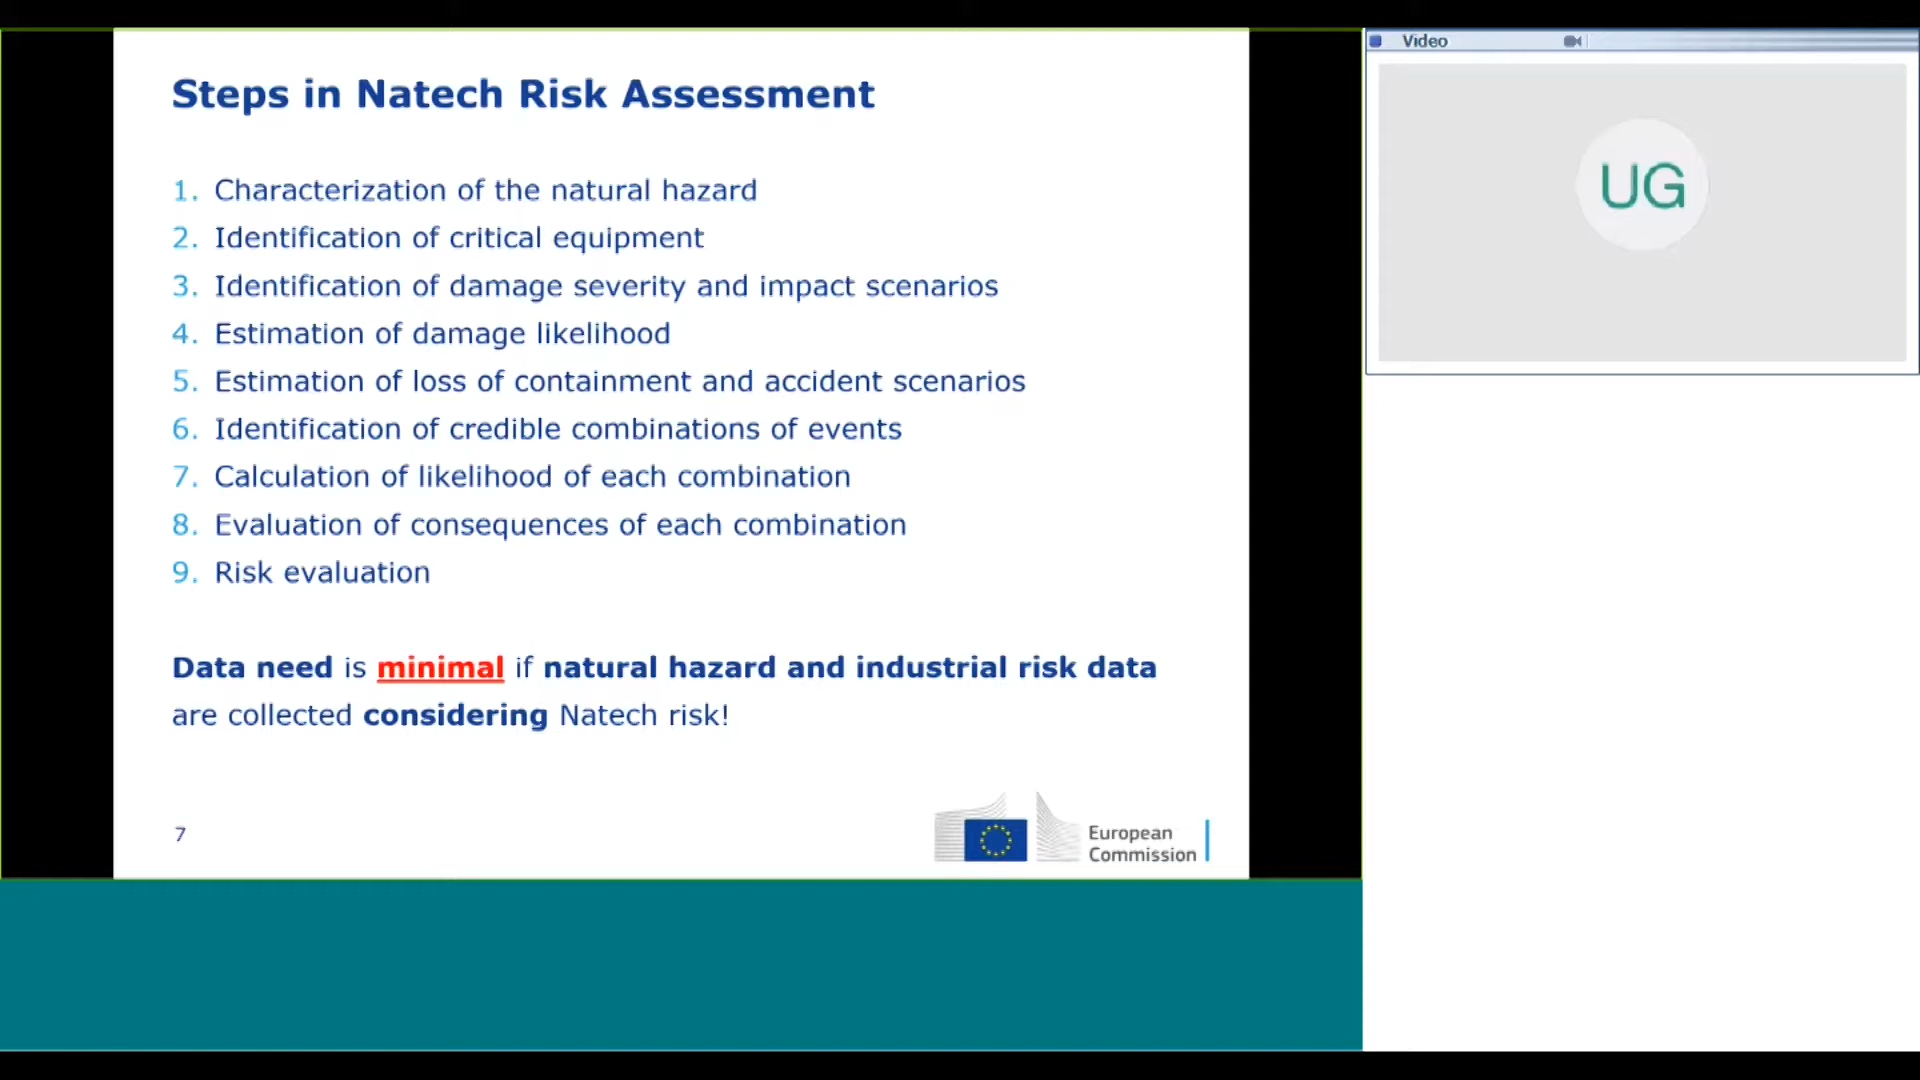 Steps in Natech Risk Assessment
1. Characterization of the natural hazard
2. Identification of critical equipment
3. Identification of damage severity and impact scenarios
4. Estimation of damage likelihood
5. Estimation of loss of containment and accident scenarios
6. Identification of credible combinations of events
7. Calculation of likelihood of each combination
8. Evaluation of consequences of each combination
9. Risk evaluation
Data need is minimal if natural hazard and industrial risk data
are collected considering Natech risk!
7
European
Commission
Video
UG